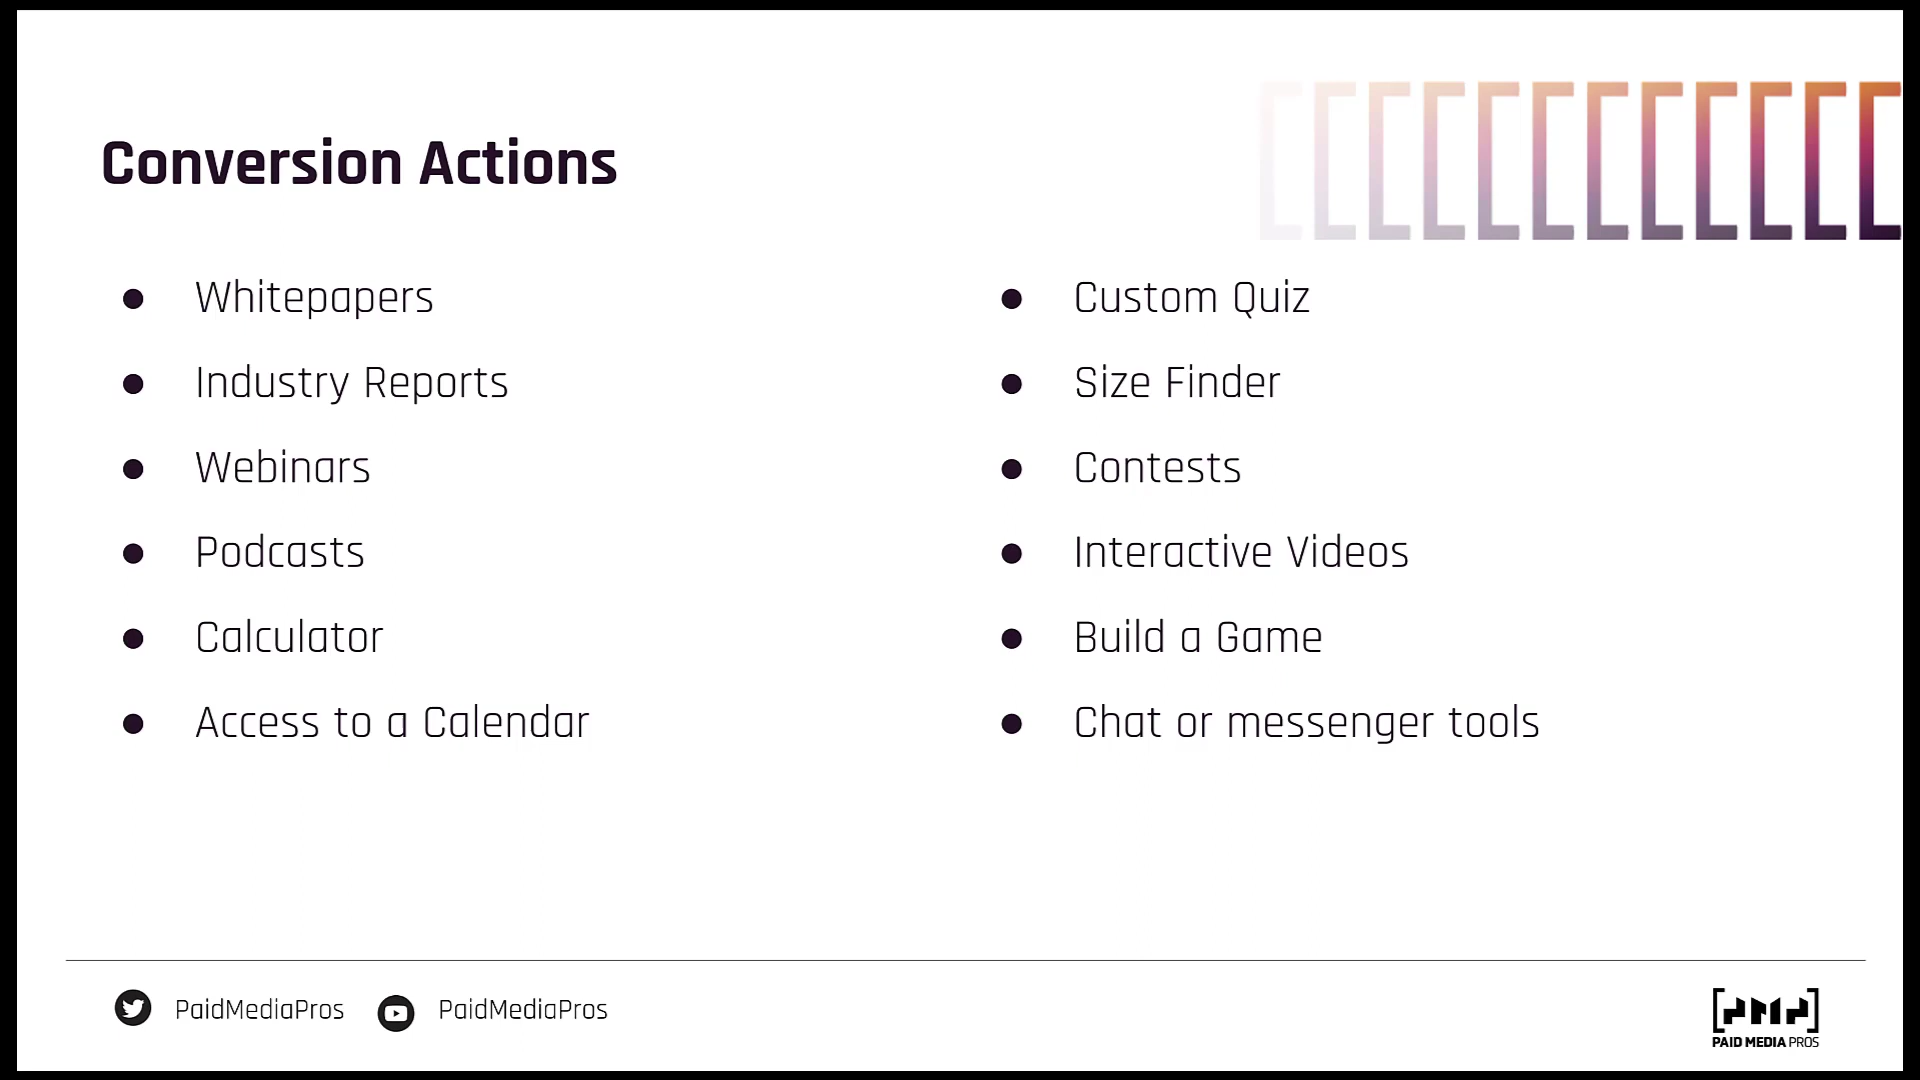 Conversion Actions
Whitepapers
Industry Reports
Webinars
Podcasts
Calculator
Access to a Calendar
Custom Quiz
Size Finder
Contests
Interactive Videos
Build a Game
Chat or messenger tools
PaidMediaPros
PaidMediaPros
PMP
PAID MEDIA PROS